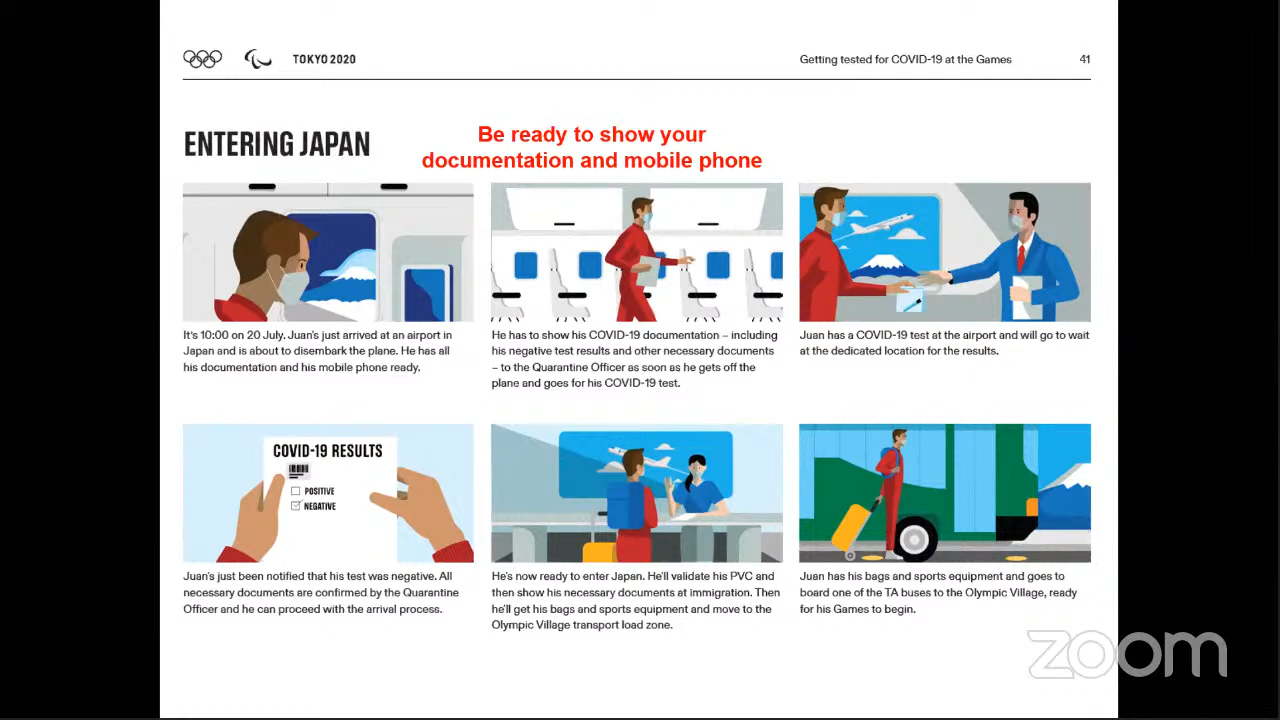 TOKYO 2020
Getting tested for COVID-19 at the Games
41
ENTERING JAPAN
Be ready to show your
documentation and mobile phone
It's 10:00 on 20 July. Juan's just arrived at an airport in
Japan and is about to disembark the plane. He has all
his documentation and his mobile phone ready.
He has to show his COVID-19 documentation – including
his negative test results and other necessary documents
– to the Quarantine Officer as soon as he gets off the
plane and goes for his COVID-19 test.
Juan has a COVID-19 test at the airport and will go to wait
at the dedicated location for the results.
COVID-19 RESULTS
POSITIVE
NEGATIVE
Juan's just been notified that his test was negative. All
necessary documents are confirmed by the Quarantine
Officer and he can proceed with the arrival process.
He's now ready to enter Japan. He'll validate his PVC and
then show his necessary documents at immigration. Then
he'll get his bags and sports equipment and move to the
Olympic Village transport load zone.
Juan has his bags and sports equipment and goes to
board one of the TA buses to the Olympic Village, ready
for his Games to begin.
zoom